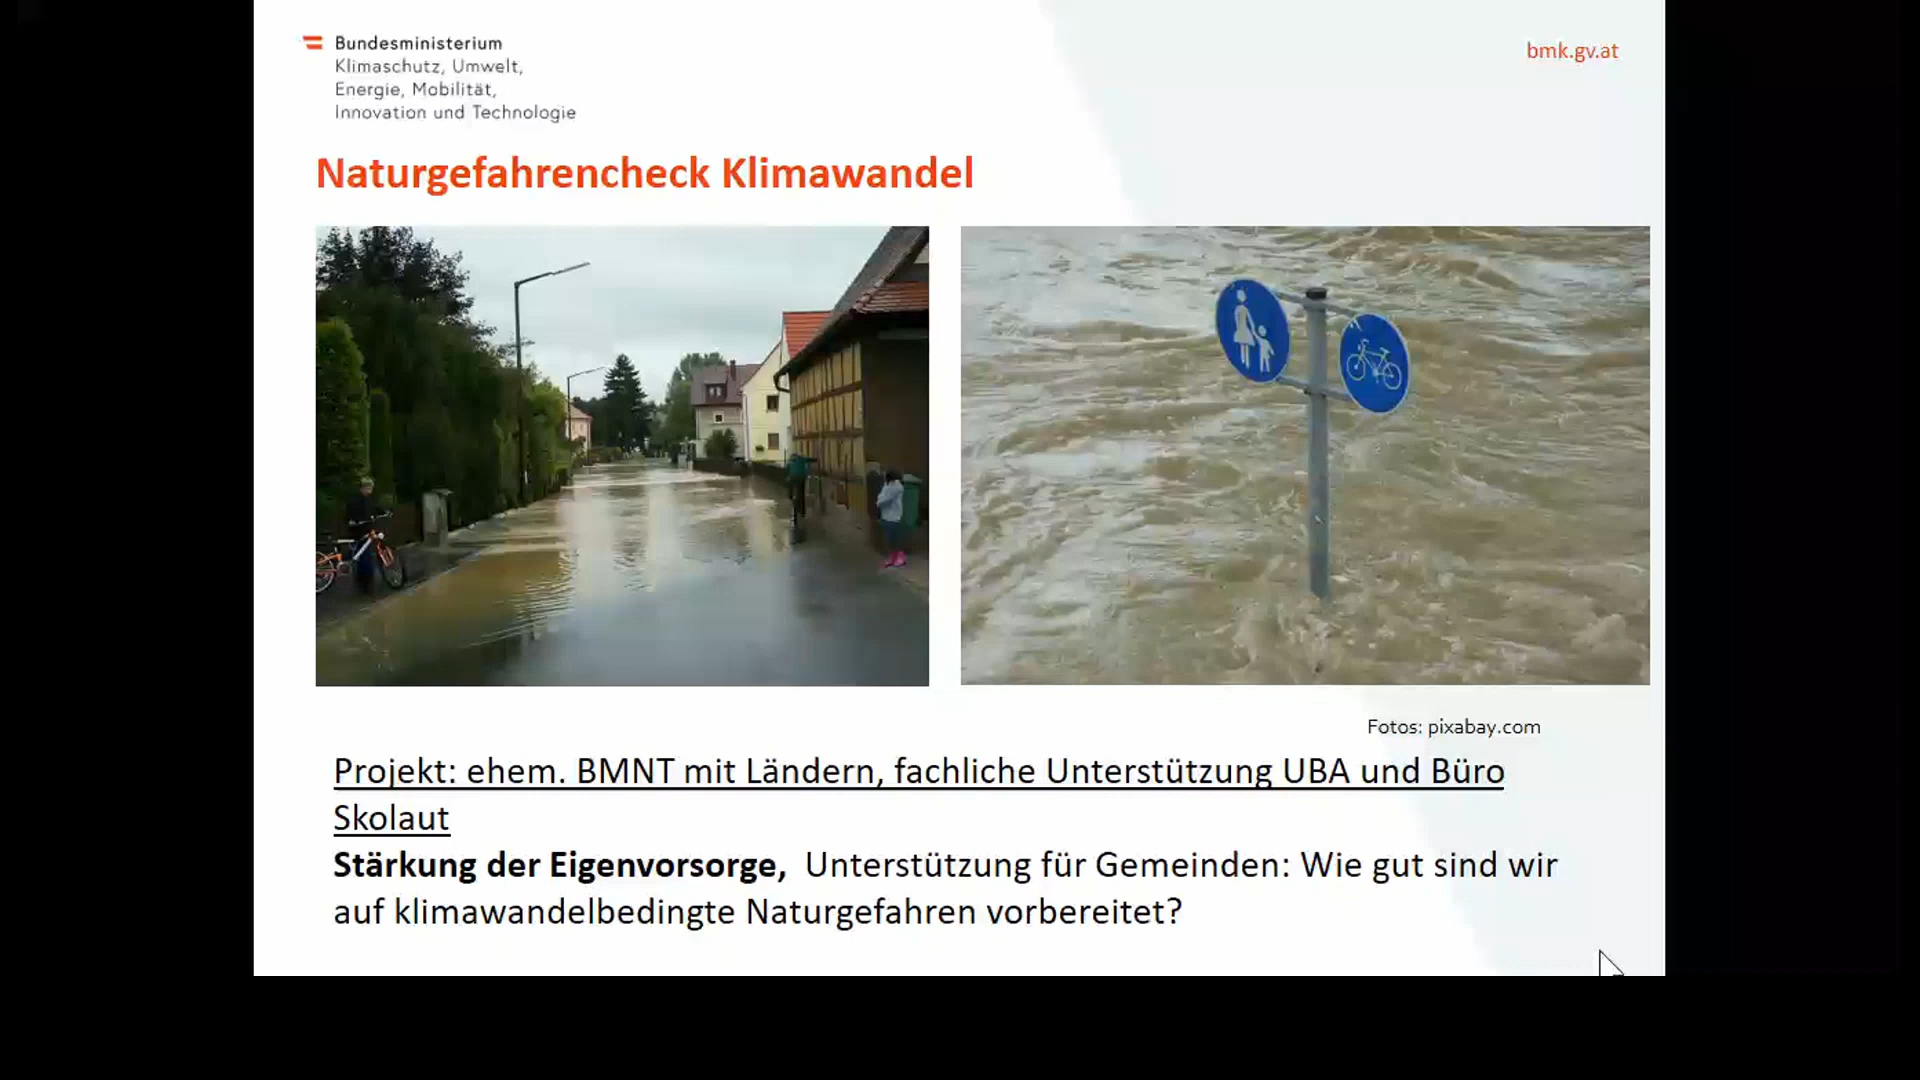 Bundesministerium
Klimaschutz, Umwelt,
Energie, Mobilität,
Innovation und Technologie
bmk.gv.at
Naturgefahrencheck Klimawandel
Fotos: pixabay.com
Projekt: ehem. BMNT mit Ländern, fachliche Unterstützung UBA und Büro
Skolaut
Stärkung der Eigenvorsorge, Unterstützung für Gemeinden: Wie gut sind wir
auf klimawandelbedingte Naturgefahren vorbereitet?